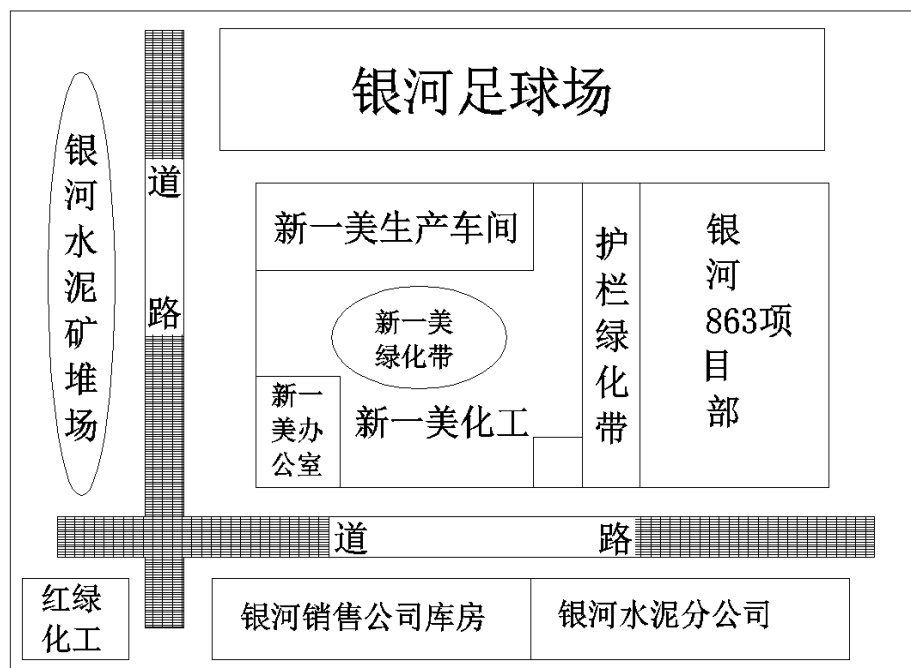 银河足球场
银河水泥矿堆场
道路
新一美生产车间
护栏绿化带
银河
863项
目部
新一美
绿化带
新一
美办
公室
新一美化工
道路
红绿
化工
银河销售公司库房
银河水泥分公司